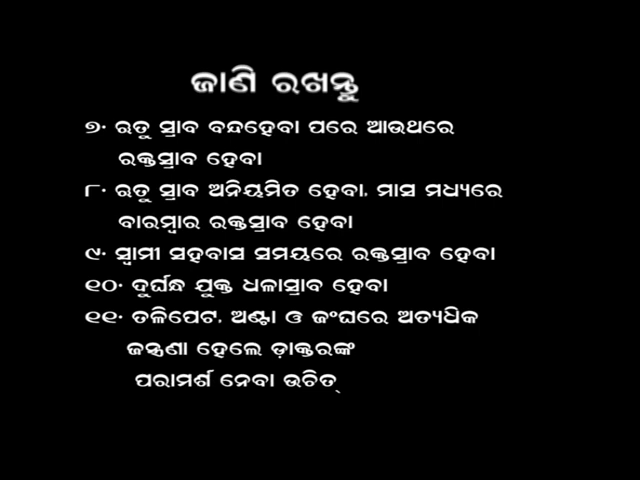 ଜାଣି ରଖନ୍ତୁ
୭. ଋତୁ ସ୍ରାବ ବନ୍ଦହେବା ପରେ ଆଉଥରେ
ରକ୍ତସ୍ରାବ ହେବା
୮. ଋତୁ ସ୍ରାବ ଅନିୟମିତ ହେବା, ମାସ ମଧ୍ୟରେ
ବାରମ୍ବାର ରକ୍ତସ୍ରାବ ହେବା
୯. ସ୍ୱାମୀ ସହବାସ ସମୟରେ ରକ୍ତସ୍ରାବ ହେବା
୧୦. ଦୁର୍ଘନ୍ଧ ଯୁକ୍ତ ଧଳାସ୍ରାବ ହେବା
୧୧. ତଳିପେଟ, ଅଣ୍ଟା ଓ ଜଂଘରେ ଅତ୍ୟଧିକ
ଜନ୍ତ୍ରଣା ହେଲେ ଡ଼ାକ୍ତରଙ୍କ
ପରାମର୍ଶ ନେବା ଉଚିତ୍